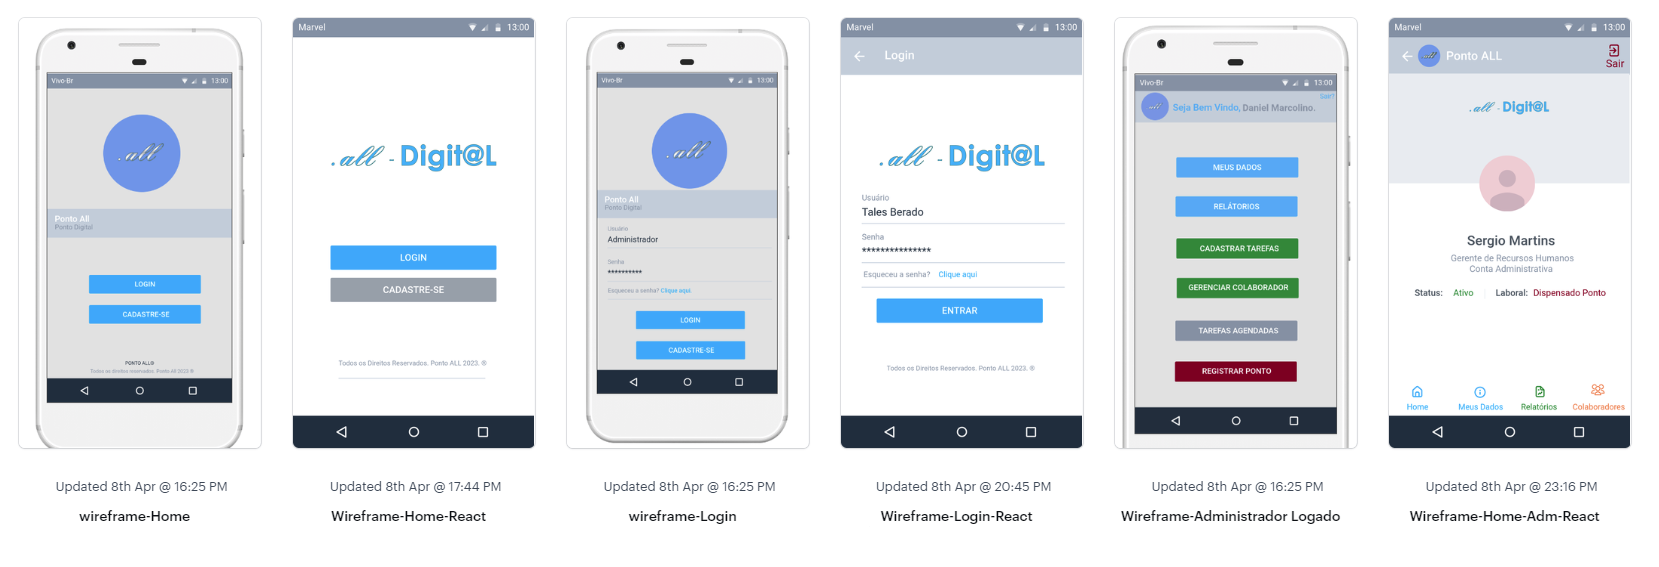 Vivo-Br 13:00
.all
Ponto All
Ponto Digital
LOGIN
CADASTRE-SE
PONTO ALL®
Todos os direitos reservados. Ponto All 2023 ®
Updated 8th Apr @ 16:25 PM
wireframe-Home
Marvel 13:00
.all - Digit@L
LOGIN
CADASTRE-SE
Todos os Direitos Reservados. Ponto ALL 2023. ®
Updated 8th Apr @ 17:44 PM
Wireframe-Home-React
Vivo-Br 13:00
.all
Ponto All
Ponto Digital
Usuário
Administrador
Senha
**********
Esqueceu a senha? Clique aqui.
LOGIN
CADASTRE-SE
Updated 8th Apr @ 16:25 PM
wireframe-Login
Marvel 13:00
Login
.all - Digit@L
Usuário
Tales Berado
Senha
***************
Esqueceu a senha? Clique aqui
ENTRAR
Todos os Direitos Reservados. Ponto ALL 2023. ®
Updated 8th Apr @ 20:45 PM
Wireframe-Login-React
Vivo-Br 13:00
Sair?
.all Seja Bem Vindo, Daniel Marcolino.
MEUS DADOS
RELÁTORIOS
CADASTRAR TAREFAS
GERENCIAR COLABORADOR
TAREFAS AGENDADAS
REGISTRAR PONTO
Updated 8th Apr @ 16:25 PM
Wireframe-Administrador Logado
Marvel 13:00
.all Ponto ALL Sair
.all - Digit@L
Sergio Martins
Gerente de Recursos Humanos
Conta Administrativa
Status: Ativo Laboral: Dispensado Ponto
Home Meus Dados Relatórios Colaboradores
Updated 8th Apr @ 23:16 PM
Wireframe-Home-Adm-React